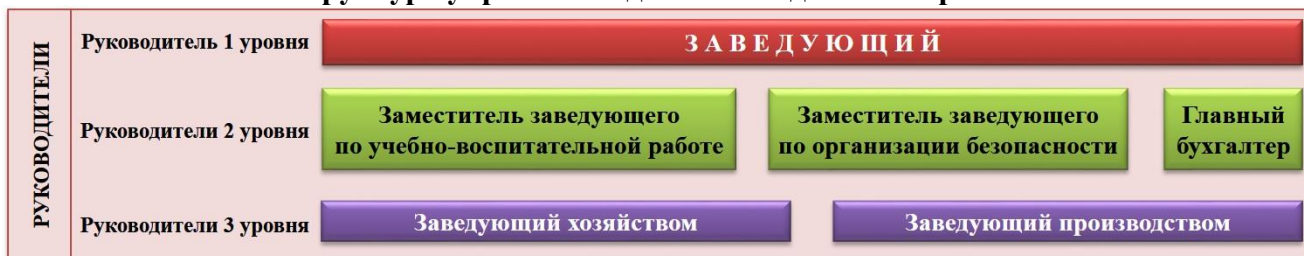 РУКОВОДИТЕЛИ
Руководитель 1 уровня
ЗАВЕДУЮЩИЙ
Руководители 2 уровня
Заместитель заведующего
по учебно-воспитательной работе
Заместитель заведующего
по организации безопасности
Главный
бухгалтер
Руководители 3 уровня
Заведующий хозяйством
Заведующий производством